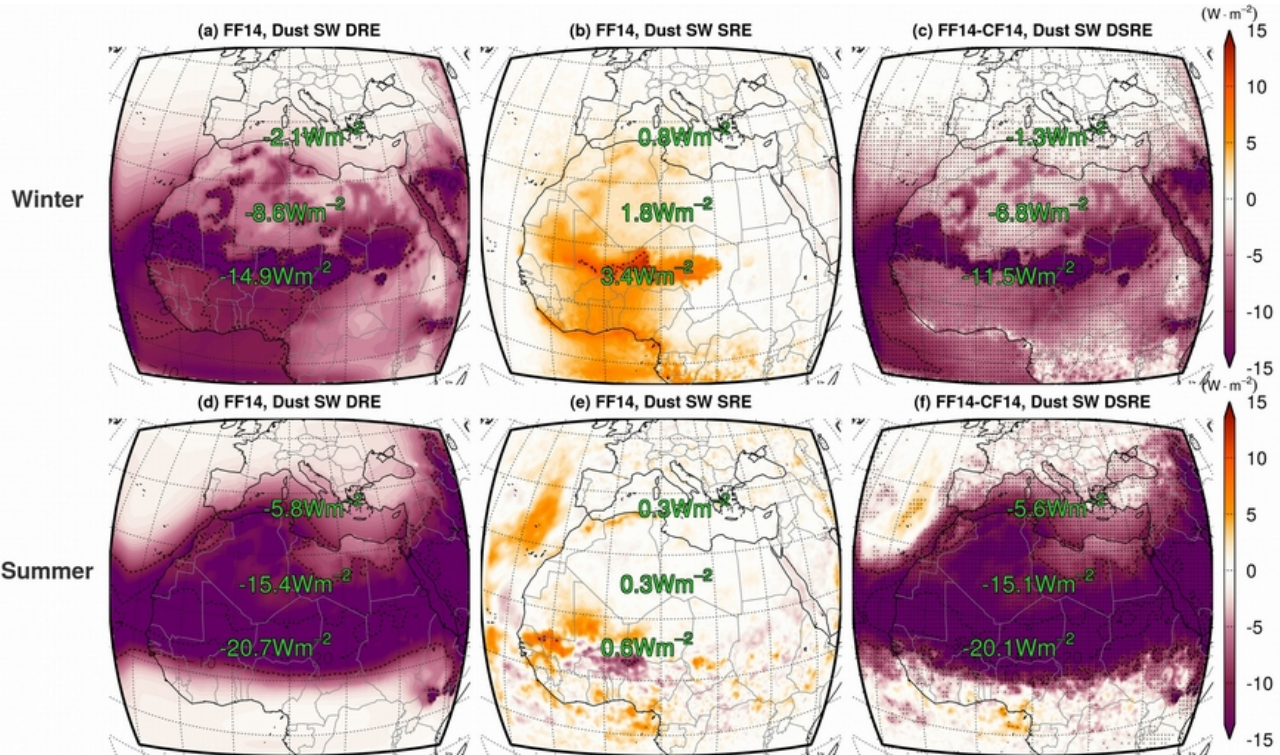 (W · m⁻²)
(a) FF14, Dust SW DRE
(b) FF14, Dust SW SRE
(c) FF14-CF14, Dust SW DSRE
15
10
5
0
-5
-10
-15
Winter
-2.1Wm⁻²
-8.6Wm⁻²
-14.9Wm⁻²
0.8Wm⁻²
1.8Wm⁻²
3.4Wm⁻²
-1.3Wm⁻²
-6.8Wm⁻²
-11.5Wm⁻²
(W · m⁻²)
(d) FF14, Dust SW DRE
(e) FF14, Dust SW SRE
(f) FF14-CF14, Dust SW DSRE
15
10
5
0
-5
-10
-15
Summer
-5.8Wm⁻²
-15.4Wm⁻²
-20.7Wm⁻²
0.3Wm⁻²
0.3Wm⁻²
0.6Wm⁻²
-5.6Wm⁻²
-15.1Wm⁻²
-20.1Wm⁻²